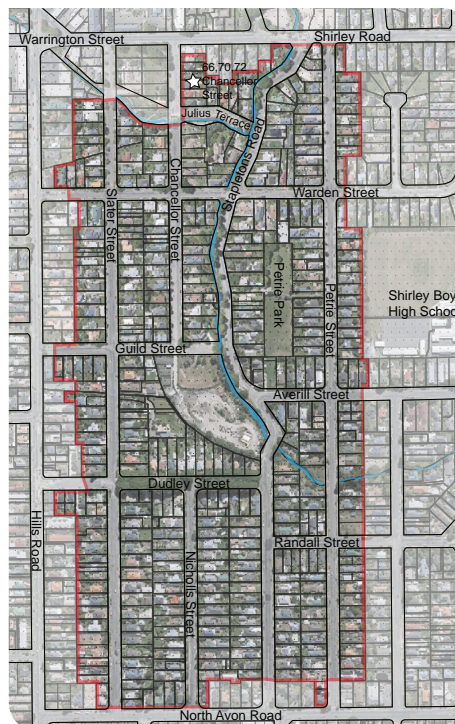 Warrington Street
Shirley Road
66,70,72
Chancellor
Street
Julius Terrace
Stapletons Road
Chancellor Street
Slater Street
Warden Street
Petrie Park
Petrie Street
Shirley Boy
High Schoo
Guild Street
Averill Street
Dudley Street
Hills Road
Nicholls Street
Randall Street
North Avon Road